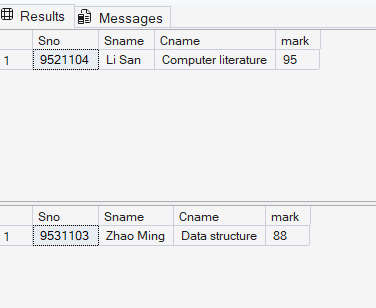 Results Messages
Sno Sname Cname mark
1 9521104 Li San Computer literature 95
Sno Sname Cname mark
1 9531103 Zhao Ming Data structure 88